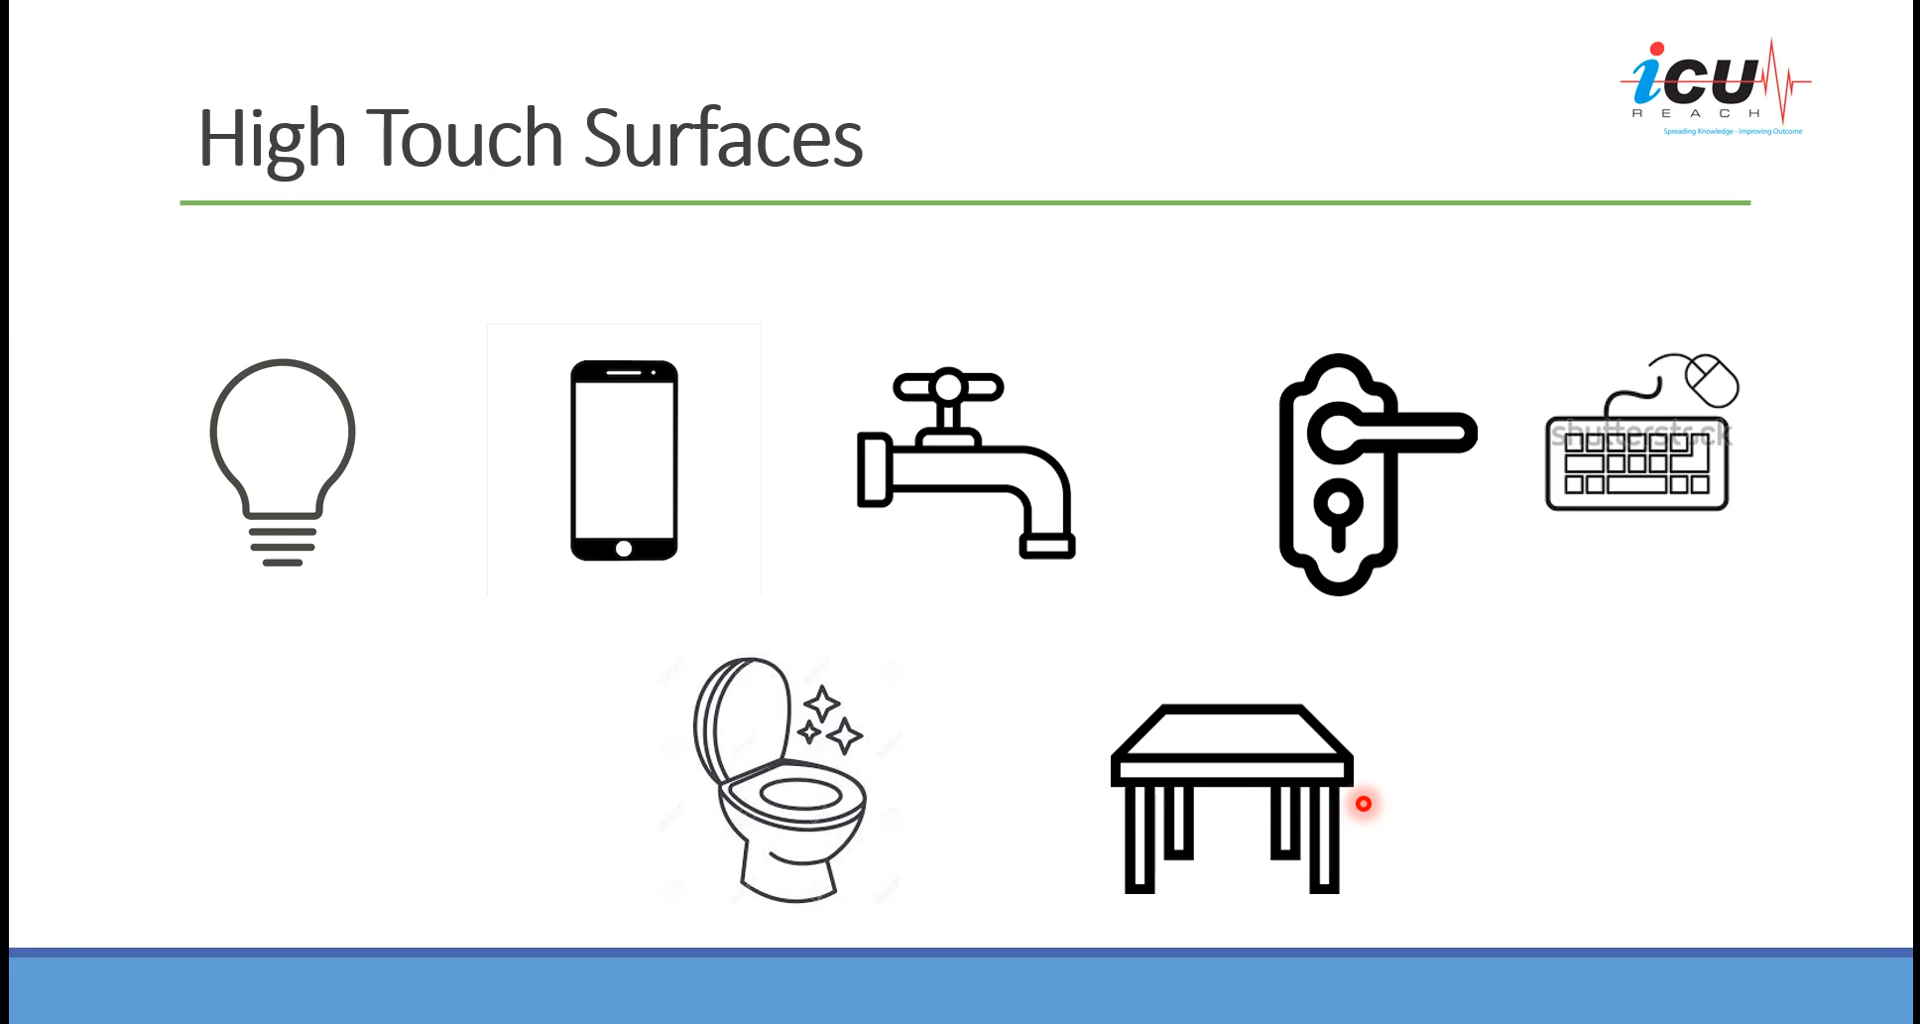 High Touch Surfaces
icu
REACH
Spreading Knowledge - Improving Outcome
shutterstock